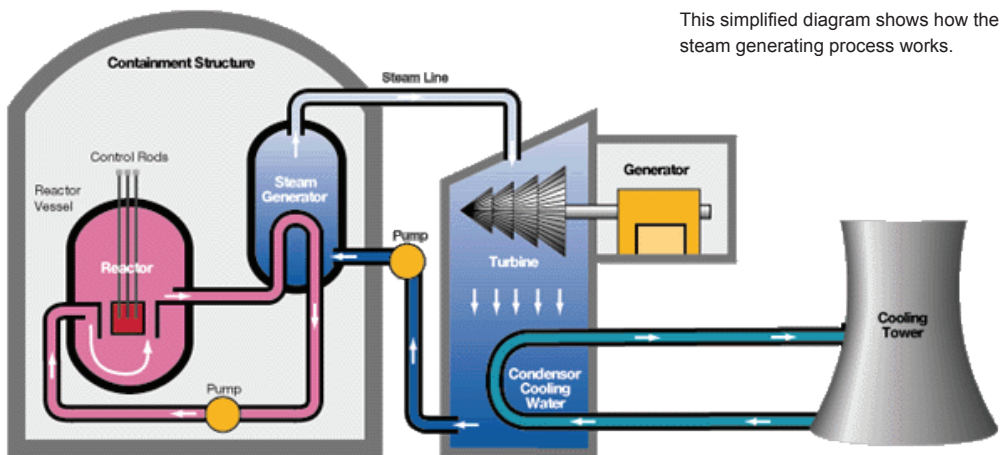 This simplified diagram shows how the
steam generating process works.
Containment Structure
Steam Line
Control Rods
Reactor
Vessel
Steam
Generator
Generator
Pump
Reactor
Turbine
Cooling
Tower
Condensor
Cooling
Water
Pump